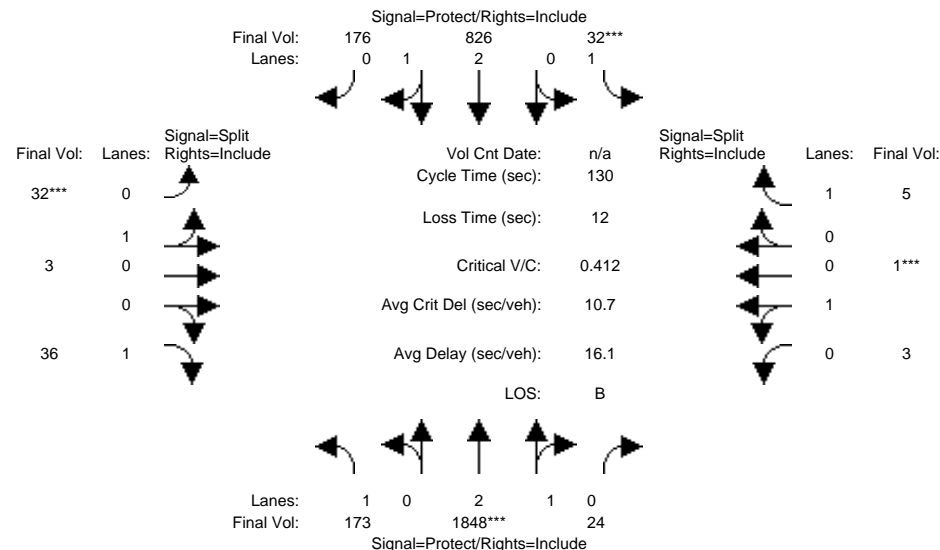 Signal=Protect/Rights=Include
Final Vol: 176 826 32***
Lanes: 0 1 2 0 1
Signal=Split Signal=Split
Final Vol: Lanes: Rights=Include Vol Cnt Date: n/a Rights=Include Lanes: Final Vol:
Cycle Time (sec): 130
32*** 0 1 5
Loss Time (sec): 12
1 0
3 0 Critical V/C: 0.412 0 1***
0 Avg Crit Del (sec/veh): 10.7 1
36 1 Avg Delay (sec/veh): 16.1 0 3
LOS: B
Lanes: 1 0 2 1 0
Final Vol: 173 1848*** 24
Signal=Protect/Rights=Include